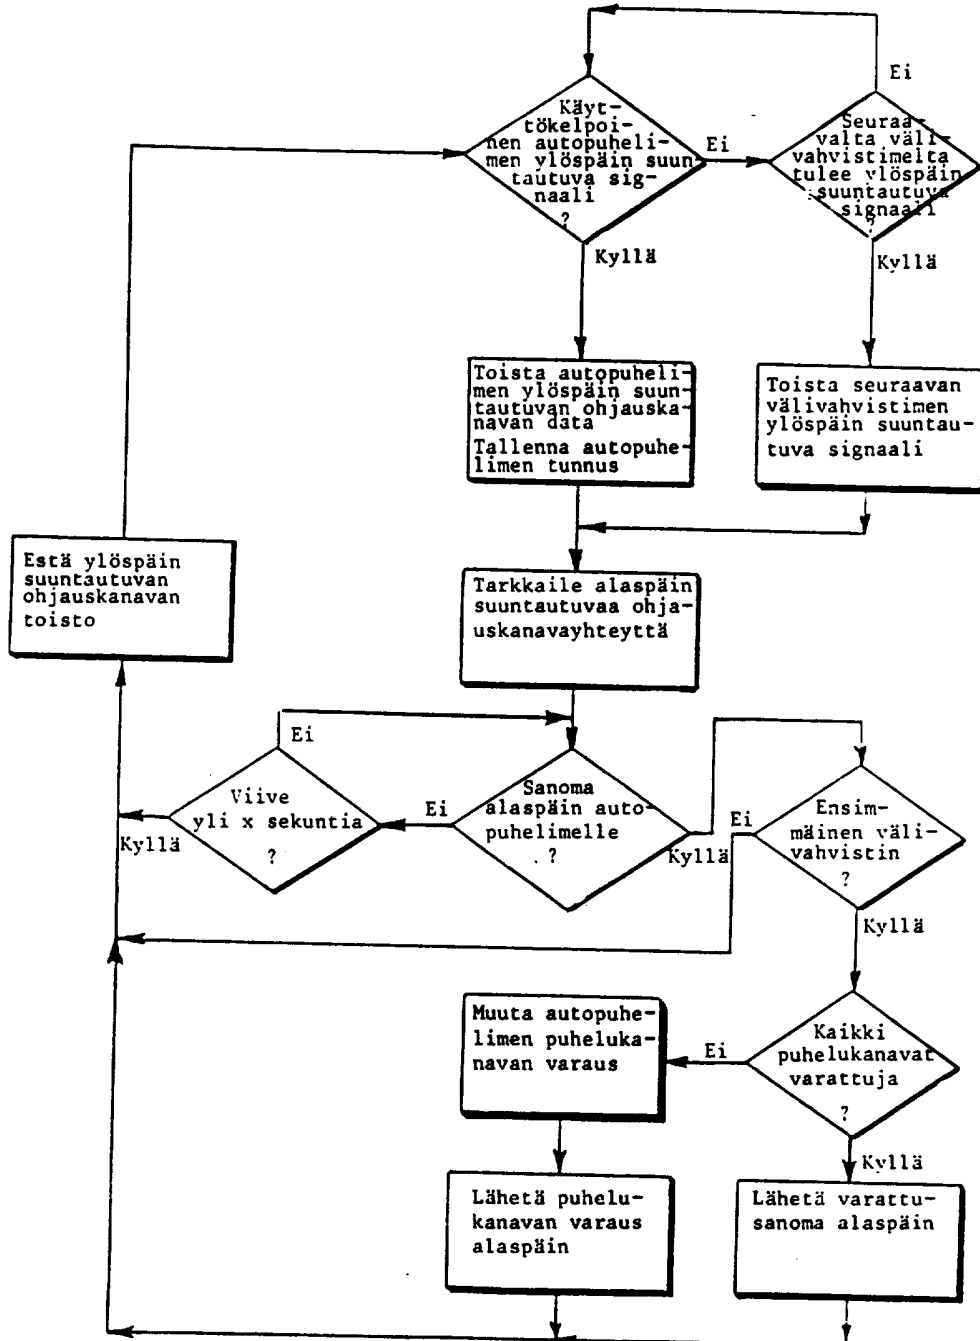 Ei
Käyt-
tökelpoi-
nen autopuheli-
men ylöspäin suun-
tautuva sig-
naali
?
Ei
Seuraa-
valta väli-
vahvistimelta
tulee ylöspäin
suuntautuva
signaali
?
Kyllä
Kyllä
Toista autopuheli-
men ylöspäin suun-
tautuvan ohjauska-
navan data
Tallenna autopuhe-
limen tunnus
Toista seuraavan
välivahvistimen
ylöspäin suuntau-
tuva signaali
Estä ylöspäin
suuntautuvan
ohjauskanavan
toisto
Tarkkaile alaspäin
suuntautuvaa ohja-
uskanavayhteyttä
Ei
Viive
yli x sekuntia
?
Kyllä
Ei
Sanoma
alaspäin auto-
puhelimelle
?
Kyllä
Ei
Ensim-
mäinen väli-
vahvistin
?
Kyllä
Muuta autopuhe-
limen puheluka-
navan varaus
Ei
Kaikki
puhelukanavat
varattuja
?
Kyllä
Lähetä puhelu-
kanavan varaus
alaspäin
Lähetä varattu-
sanoma alaspäin